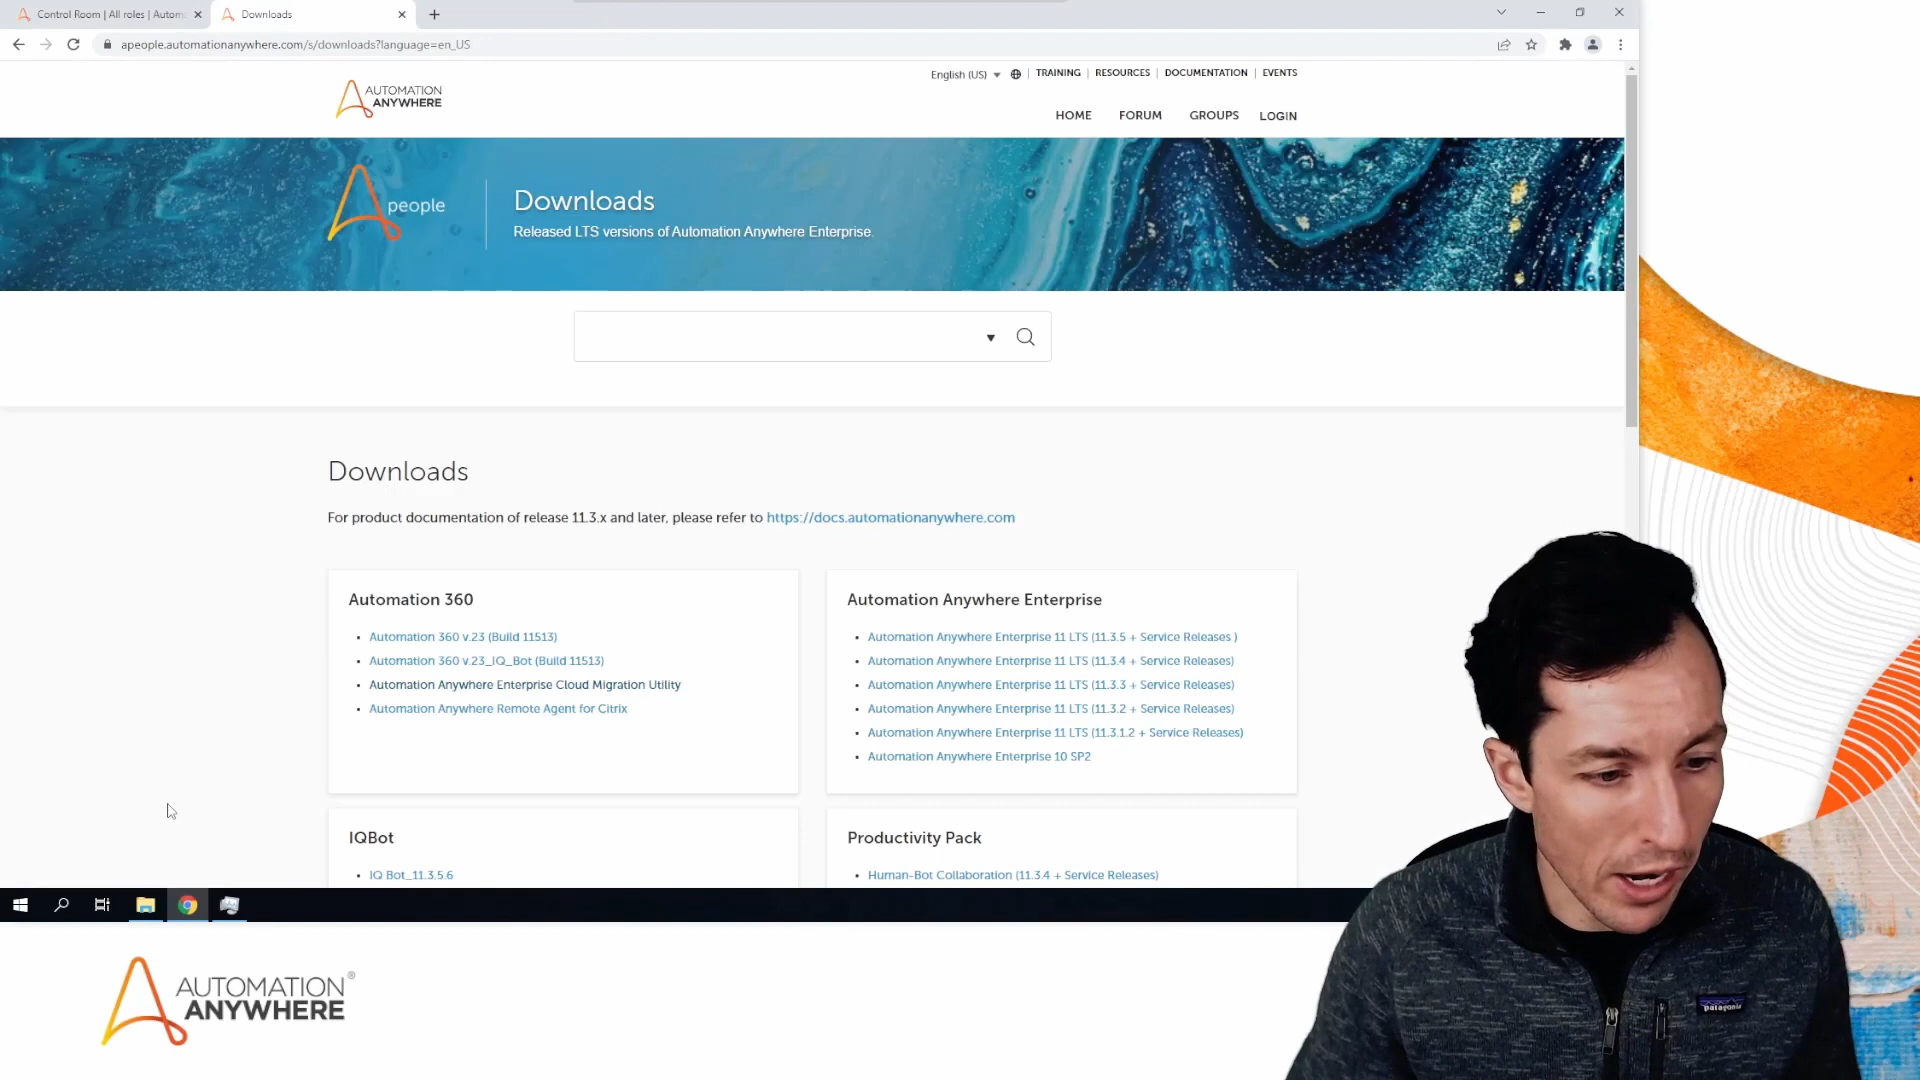 Control Room | All roles | Autom
Downloads
apeople.automationanywhere.com/s/downloads?language=en_US
AUTOMATION
ANYWHERE
English (US)
TRAINING
RESOURCES
DOCUMENTATION
EVENTS
HOME
FORUM
GROUPS
LOGIN
people
Downloads
Released LTS versions of Automation Anywhere Enterprise.
Downloads
For product documentation of release 11.3.x and later, please refer to https://docs.automationanywhere.com
Automation 360
Automation 360 v.23 (Build 11513)
Automation 360 v.23_IQ_Bot (Build 11513)
Automation Anywhere Enterprise Cloud Migration Utility
Automation Anywhere Remote Agent for Citrix
Automation Anywhere Enterprise
Automation Anywhere Enterprise 11 LTS (11.3.5 + Service Releases )
Automation Anywhere Enterprise 11 LTS (11.3.4 + Service Releases)
Automation Anywhere Enterprise 11 LTS (11.3.3 + Service Releases)
Automation Anywhere Enterprise 11 LTS (11.3.2 + Service Releases)
Automation Anywhere Enterprise 11 LTS (11.3.1.2 + Service Releases)
Automation Anywhere Enterprise 10 SP2
IQBot
IQ Bot_11.3.5.6
Productivity Pack
Human-Bot Collaboration (11.3.4 + Service Releases)
AUTOMATION®
ANYWHERE
patagonia